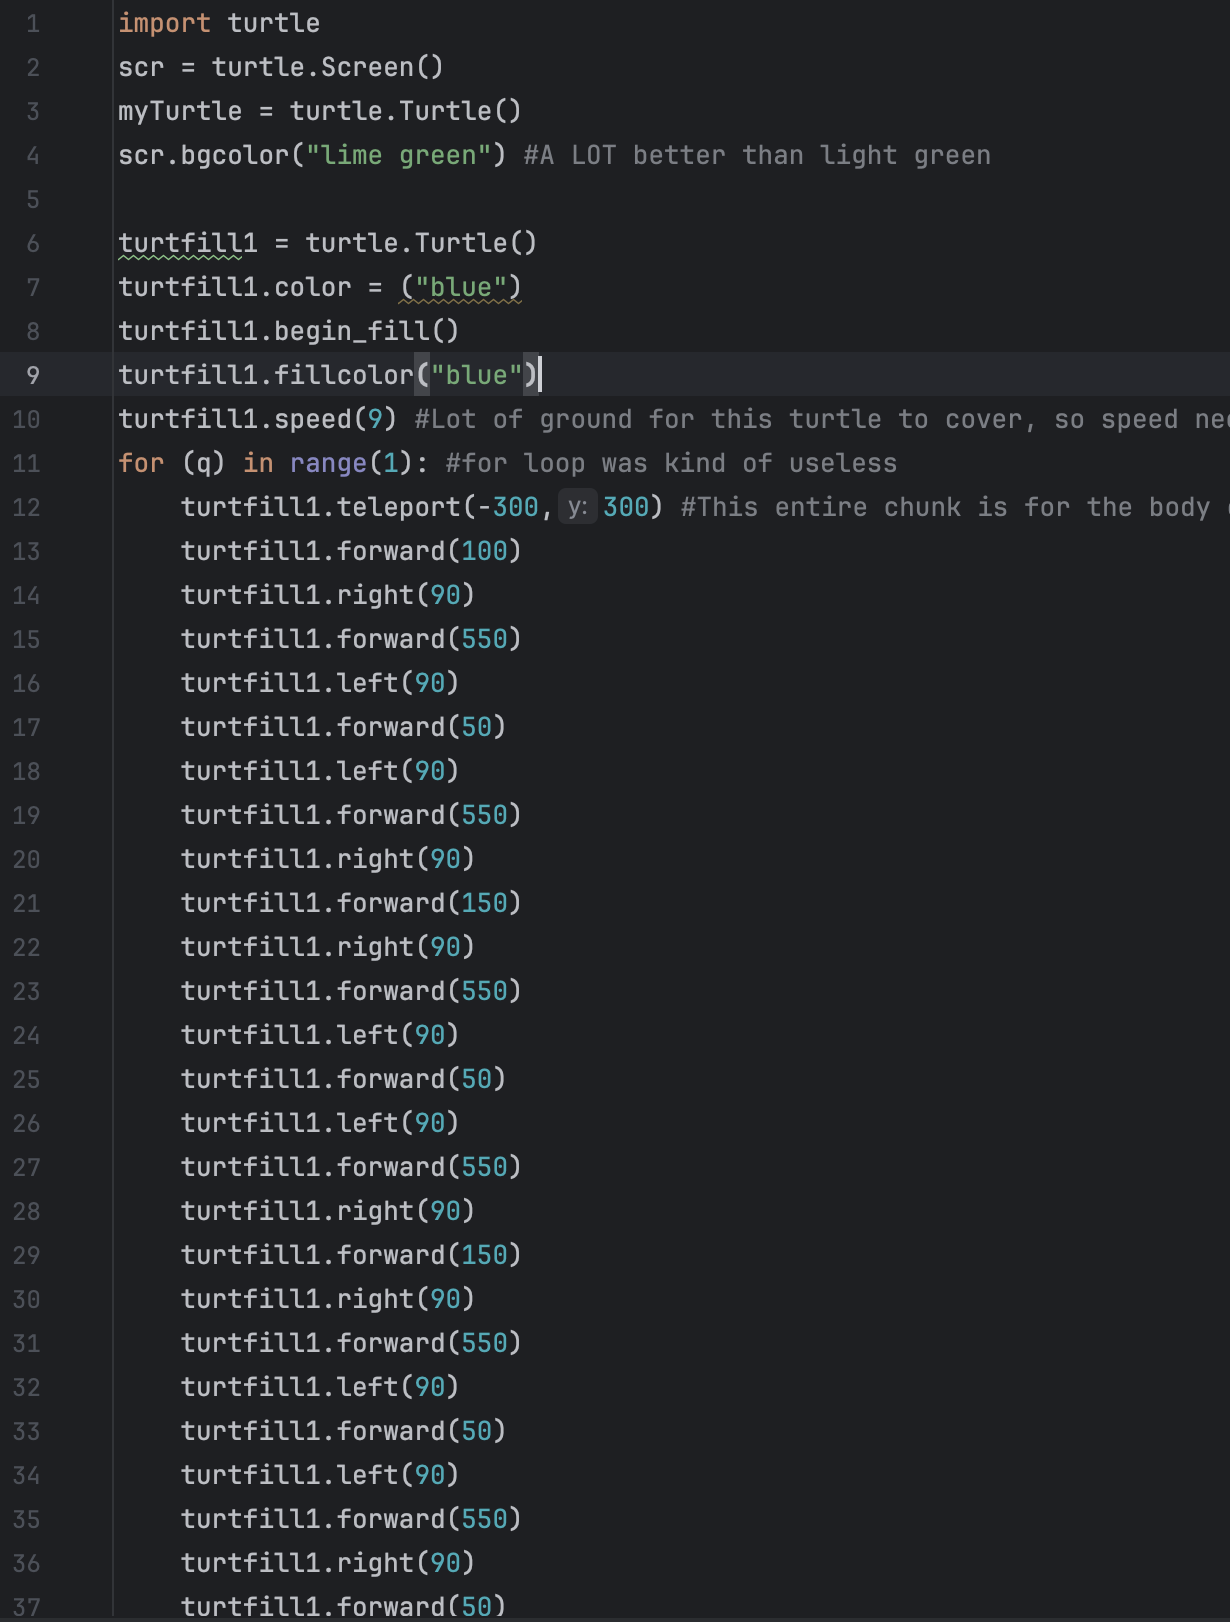 1 import turtle
2 scr = turtle.Screen()
3 myTurtle = turtle.Turtle()
4 scr.bgcolor("lime green") #A LOT better than light green
5
6 turtfill1 = turtle.Turtle()
7 turtfill1.color = ("blue")
8 turtfill1.begin_fill()
9 turtfill1.fillcolor("blue")
10 turtfill1.speed(9) #Lot of ground for this turtle to cover, so speed
11 for (q) in range(1): #for loop was kind of useless
12     turtfill1.teleport(-300, y: 300) #This entire chunk is for the body
13     turtfill1.forward(100)
14     turtfill1.right(90)
15     turtfill1.forward(550)
16     turtfill1.left(90)
17     turtfill1.forward(50)
18     turtfill1.left(90)
19     turtfill1.forward(550)
20     turtfill1.right(90)
21     turtfill1.forward(150)
22     turtfill1.right(90)
23     turtfill1.forward(550)
24     turtfill1.left(90)
25     turtfill1.forward(50)
26     turtfill1.left(90)
27     turtfill1.forward(550)
28     turtfill1.right(90)
29     turtfill1.forward(150)
30     turtfill1.right(90)
31     turtfill1.forward(550)
32     turtfill1.left(90)
33     turtfill1.forward(50)
34     turtfill1.left(90)
35     turtfill1.forward(550)
36     turtfill1.right(90)
37     turtfill1.forward(50)